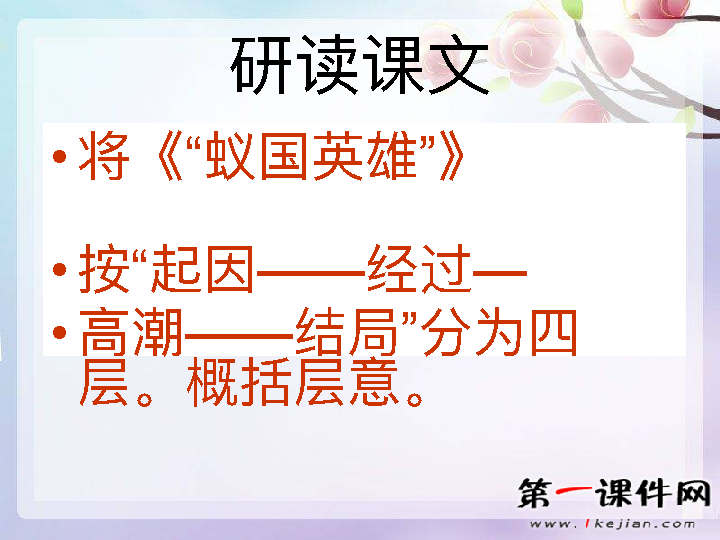 研读课文
•将《“蚁国英雄”》
•按“起因——经过—
•高潮——结局”分为四
层。概括层意。
第一课件网
www.1kejian.com